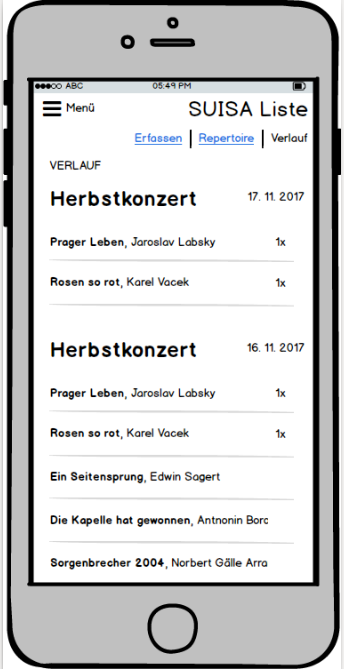 ABC 05:49 PM
Menü SUISA Liste
Erfassen Repertoire Verlauf
VERLAUF
Herbstkonzert 17. 11. 2017
Prager Leben, Jaroslav Labsky 1x
Rosen so rot, Karel Vacek 1x
Herbstkonzert 16. 11. 2017
Prager Leben, Jaroslav Labsky 1x
Rosen so rot, Karel Vacek 1x
Ein Seitensprung, Edwin Sagert
Die Kapelle hat gewonnen, Antnonin Borc
Sorgenbrecher 2004, Norbert Gälle Arra